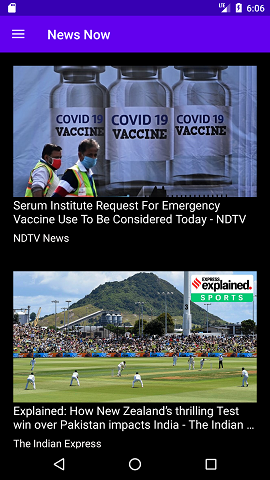 6:06
News Now
COVID 19
VACCINE
COVID 19
VACCINE
COVID 19
VACCINE
Serum Institute Request For Emergency
Vaccine Use To Be Considered Today - NDTV
NDTV News
EXPRESS
explained.
SPORTS
Explained: How New Zealand's thrilling Test
win over Pakistan impacts India - The Indian ...
The Indian Express